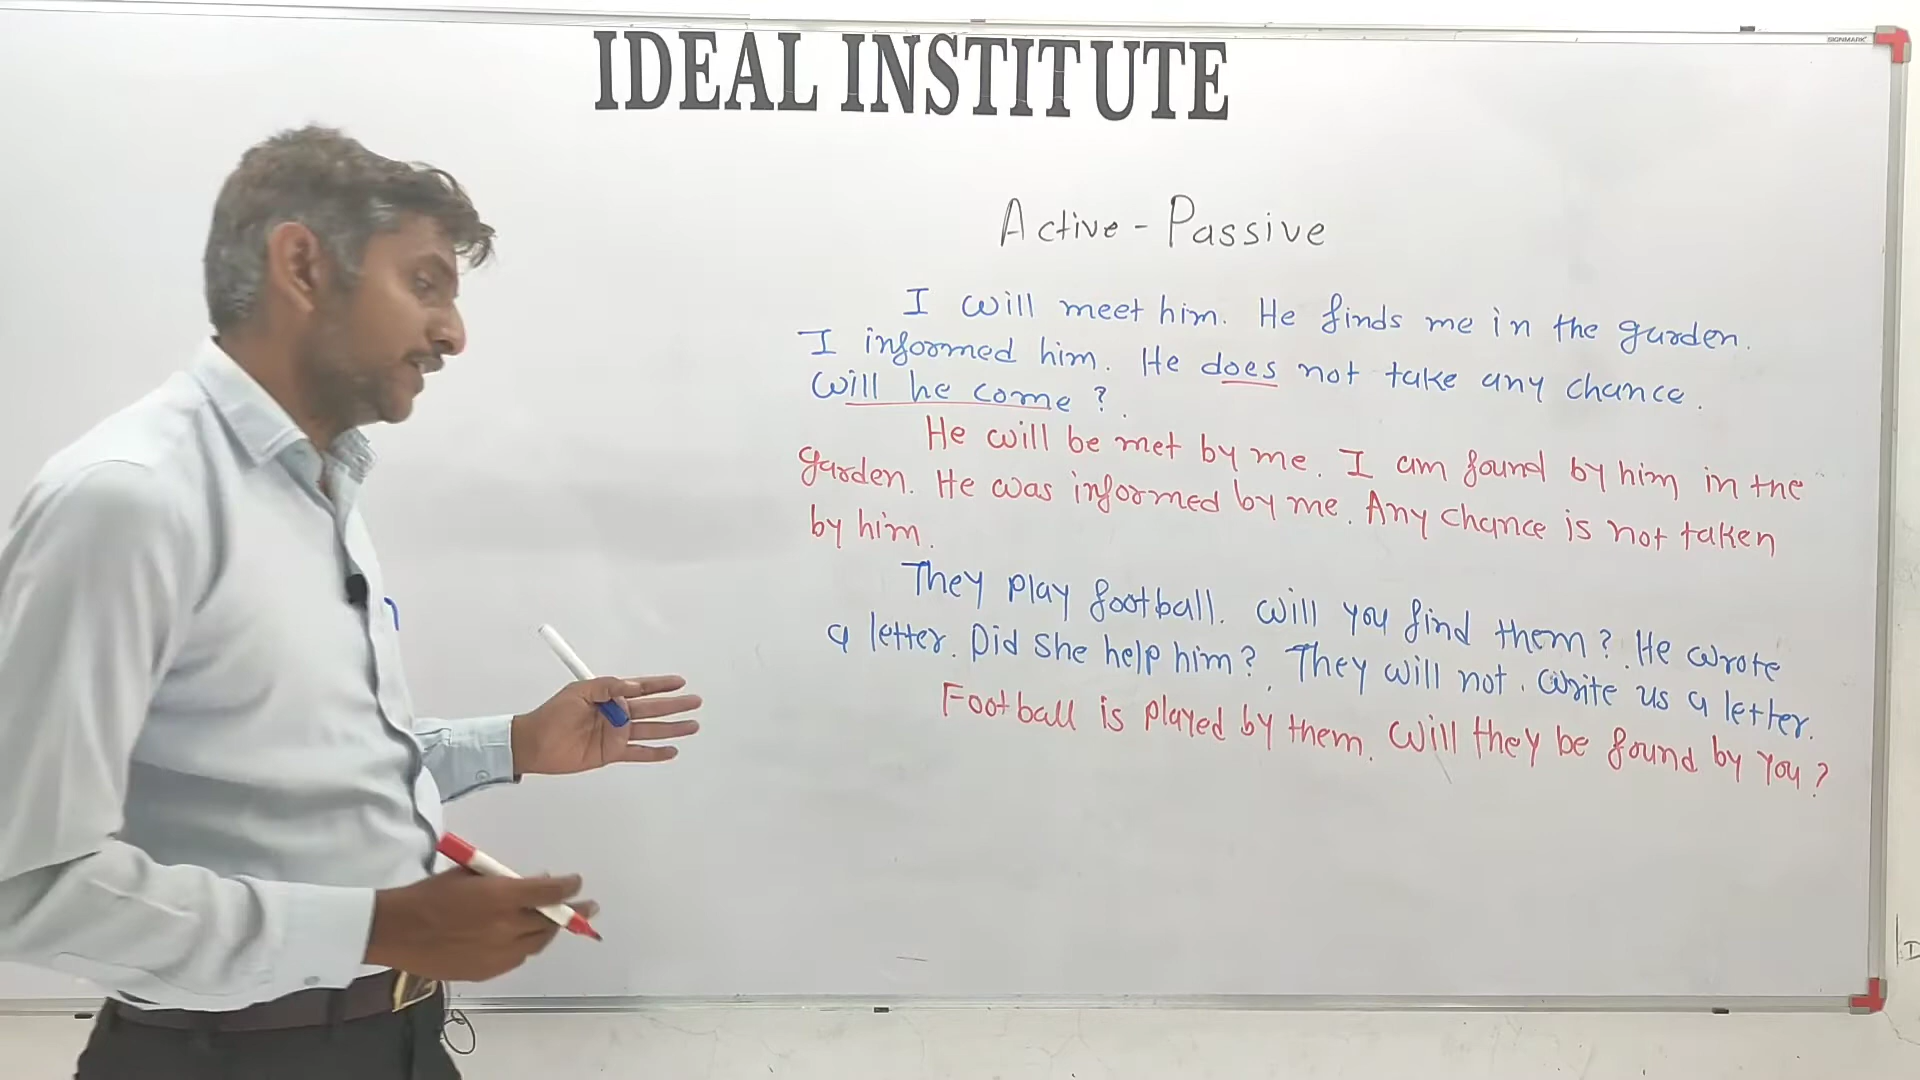 SIGNMARK
IDEAL INSTITUTE
Active - Passive
I will meet him. He finds me in the garden.
I informed him. He does not take any chance.
Will he come ?.
He will be met by me. I am found by him in the
garden. He was informed by me. Any chance is not taken
by him.
They play football. Will you find them ?. He wrote
a letter. Did she help him ?. They will not. write us a letter.
Football is played by them. Will they be found by you ?